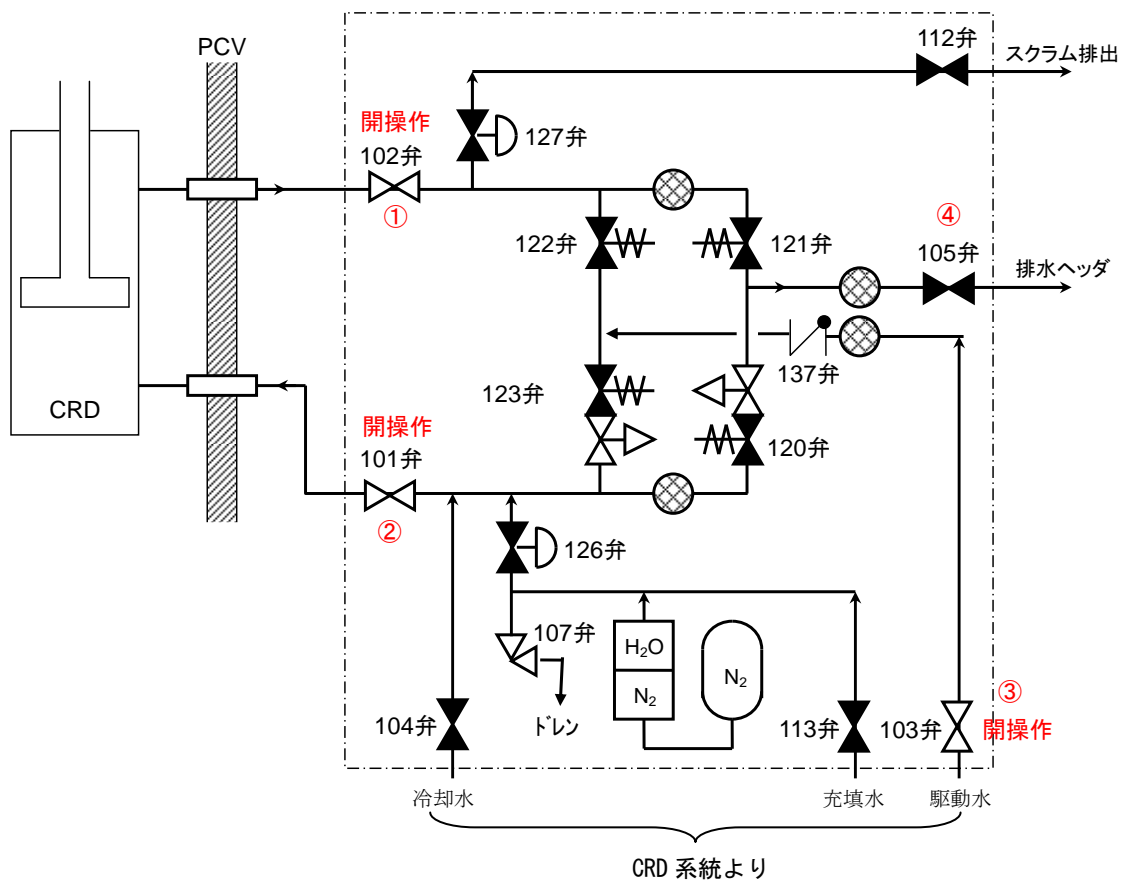 PCV
112弁
スクラム排出
開操作
102弁
①
127弁
122弁
121弁
④
105弁
排水ヘッダ
137弁
123弁
CRD
開操作
101弁
②
120弁
126弁
107弁
H₂O
N₂
N₂
ドレン
③
104弁
113弁
103弁
開操作
冷却水
充填水
駆動水
CRD 系統より